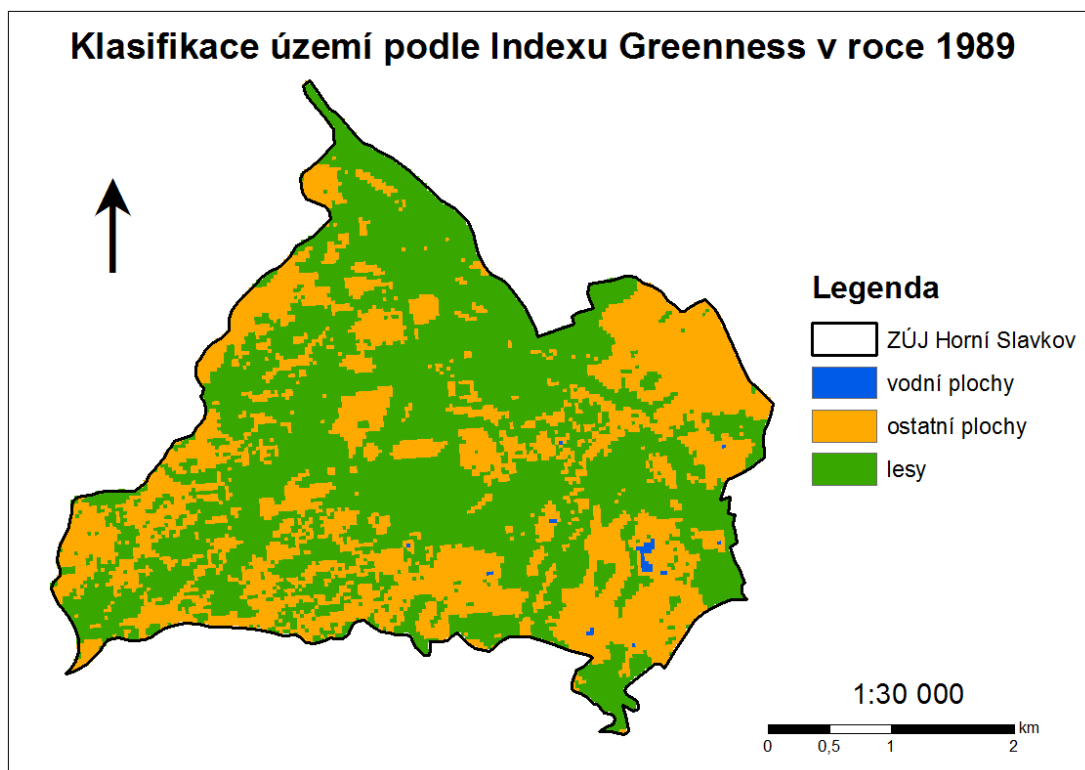 Klasifikace území podle Indexu Greenness v roce 1989
Legenda
ZÚJ Horní Slavkov
vodní plochy
ostatní plochy
lesy
1:30 000
km
0 0,5 1 2